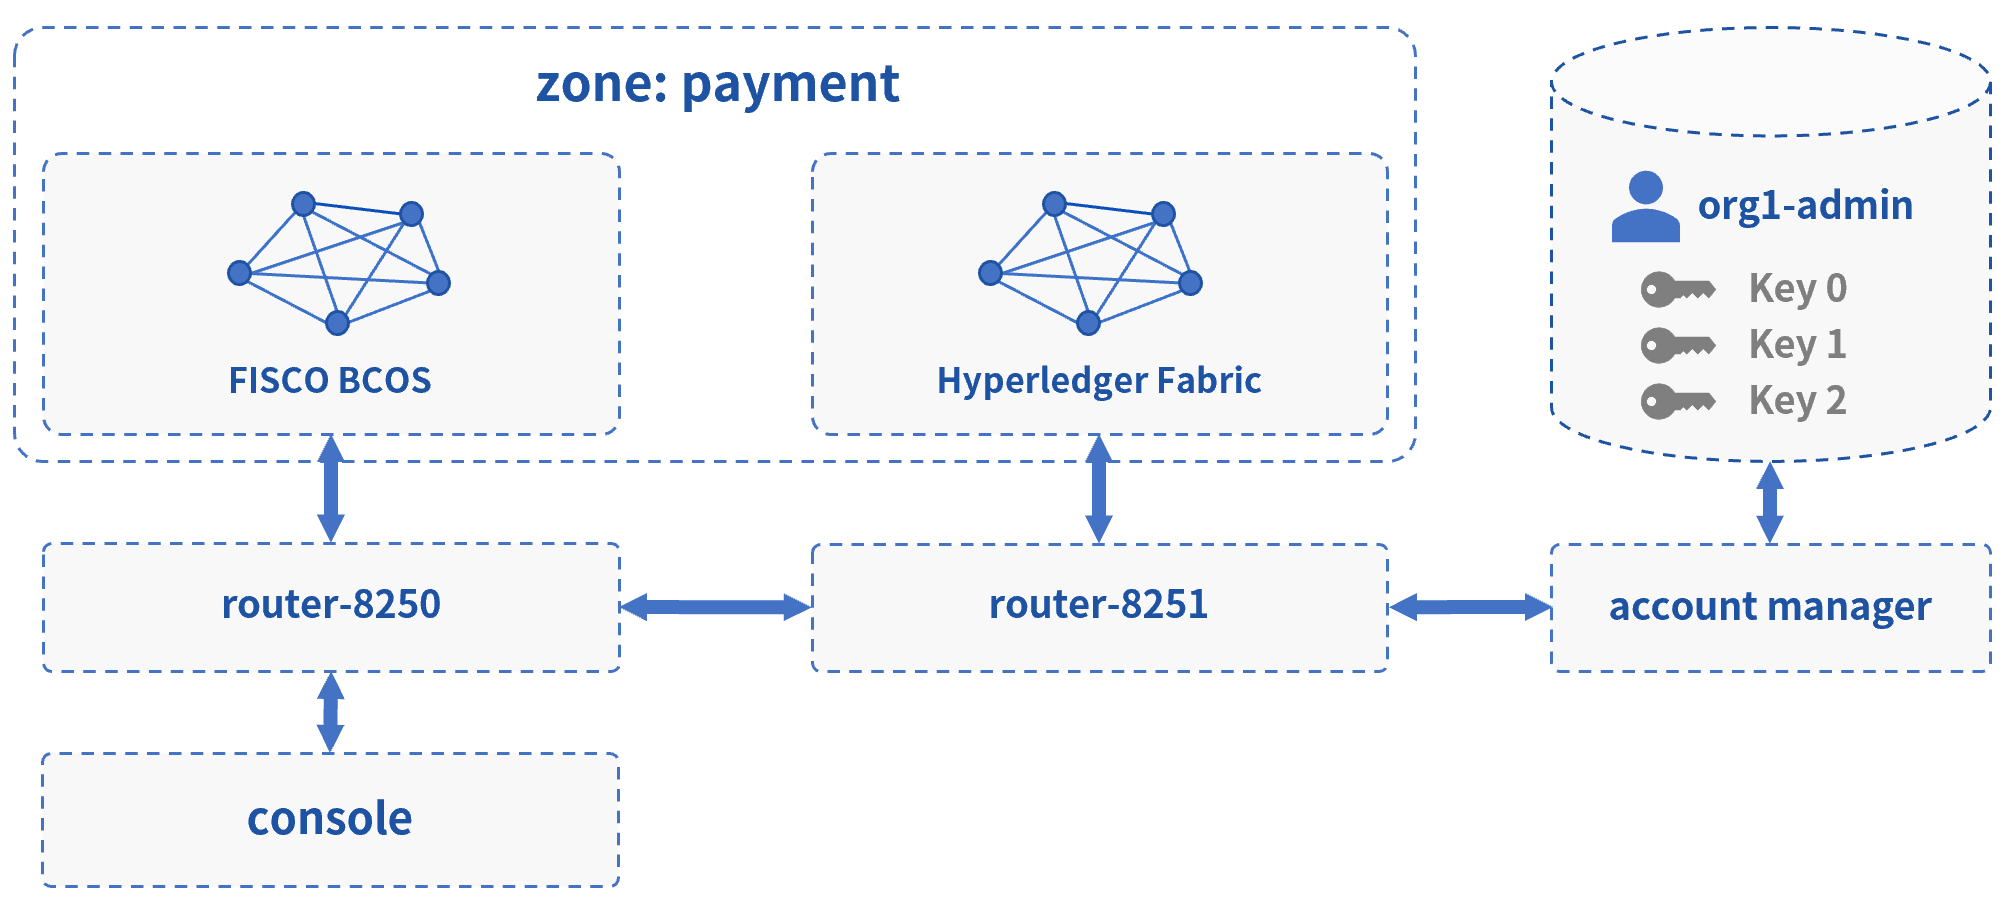 zone: payment
FISCO BCOS
Hyperledger Fabric
org1-admin
Key 0
Key 1
Key 2
router-8250
router-8251
account manager
console